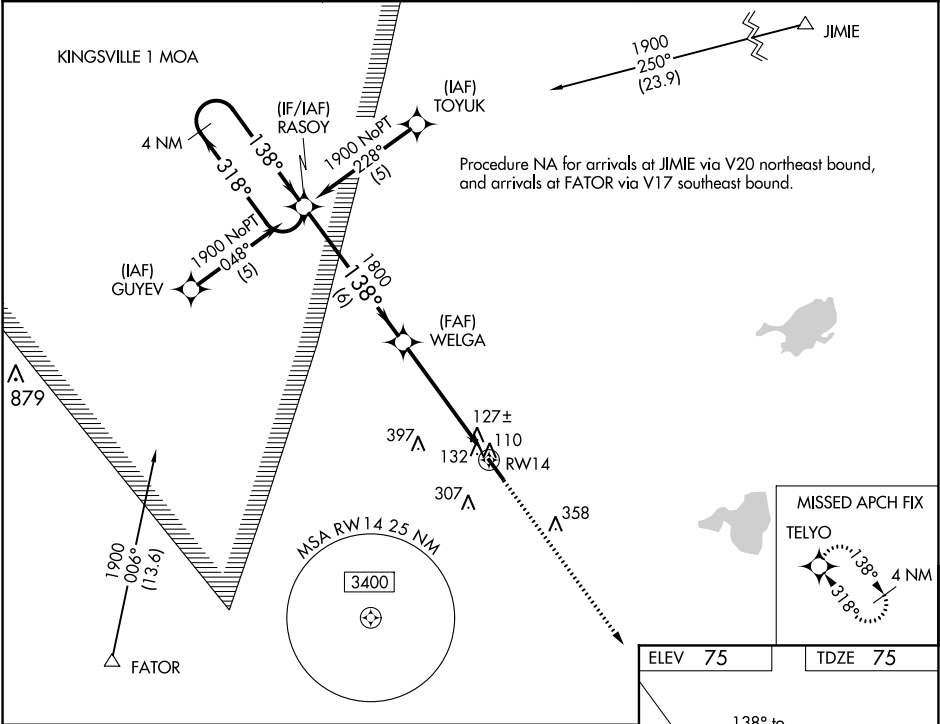 KINGSVILLE 1 MOA
JIMIE
1900
250°
(23.9)
(IAF)
TOYUK
(IF/IAF)
RASOY
4 NM
138°
318°
1900 NoPT
228°
(5)
Procedure NA for arrivals at JIMIE via V20 northeast bound,
and arrivals at FATOR via V17 southeast bound.
1900 NoPT
048°
(5)
(IAF)
GUYEV
1800
138°
(6)
(FAF)
WELGA
879
127±
397
132
110
RW14
307
358
1900
006°
(13.6)
FATOR
MSA RW14 25 NM
3400
MISSED APCH FIX
TELYO
138°
318°
4 NM
ELEV 75
TDZE 75
138° to